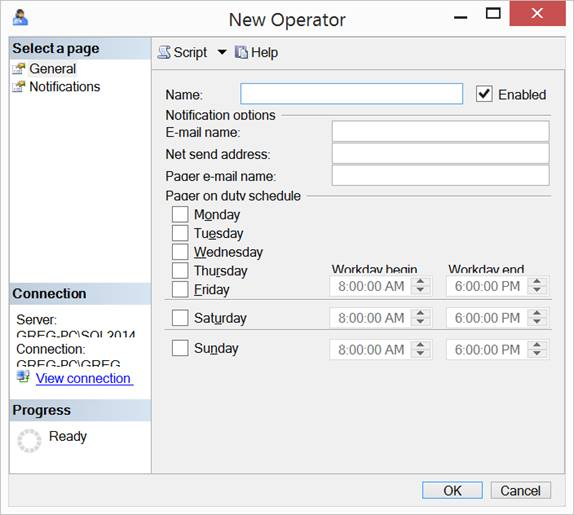 New Operator
Select a page
General
Notifications
Script Help
Name: Enabled
Notification options
E-mail name:
Net send address:
Pager e-mail name:
Pager on duty schedule
Monday
Tuesday
Wednesday
Thursday Workday begin Workday end
Friday 8:00:00 AM 6:00:00 PM
Saturday 8:00:00 AM 6:00:00 PM
Sunday 8:00:00 AM 6:00:00 PM
Connection
Server:
GREG-PC\SQL2014
Connection:
GREG-PC\GREG
View connection
Progress
Ready
OK Cancel